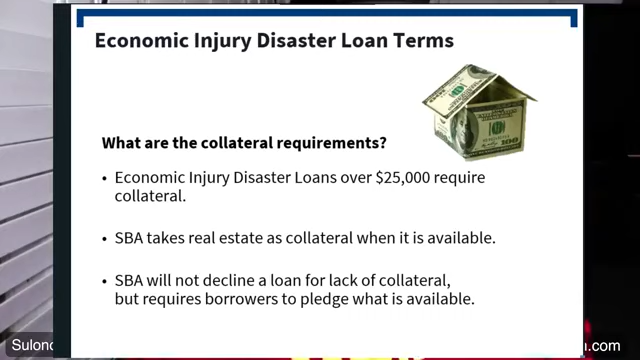 Economic Injury Disaster Loan Terms
What are the collateral requirements?
• Economic Injury Disaster Loans over $25,000 require
collateral.
• SBA takes real estate as collateral when it is available.
• SBA will not decline a loan for lack of collateral,
but requires borrowers to pledge what is available.
100